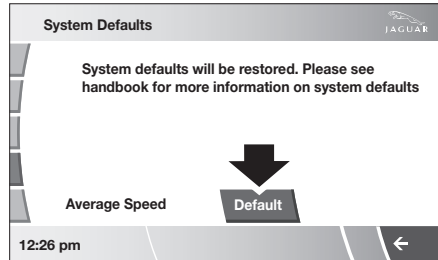 System Defaults
JAGUAR
System defaults will be restored. Please see
handbook for more information on system defaults
Average Speed
Default
12:26 pm